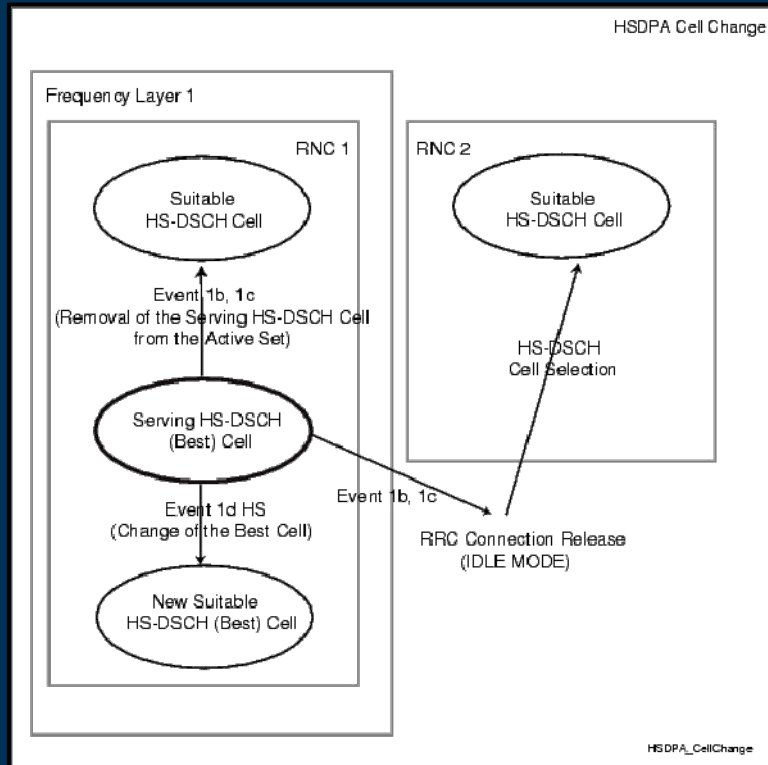 HSDPA Cell Change
Frequency Layer 1
RNC 1
RNC 2
Suitable
HS-DSCH Cell
Suitable
HS-DSCH Cell
Event 1b, 1c
(Removal of the Serving HS-DSCH Cell
from the Active Set)
HS-DSCH
Cell Selection
Serving HS-DSCH
(Best) Cell
Event 1b, 1c
Event 1d HS
(Change of the Best Cell)
RRC Connection Release
(IDLE MODE)
New Suitable
HS-DSCH (Best) Cell
HSDPA_CellChange